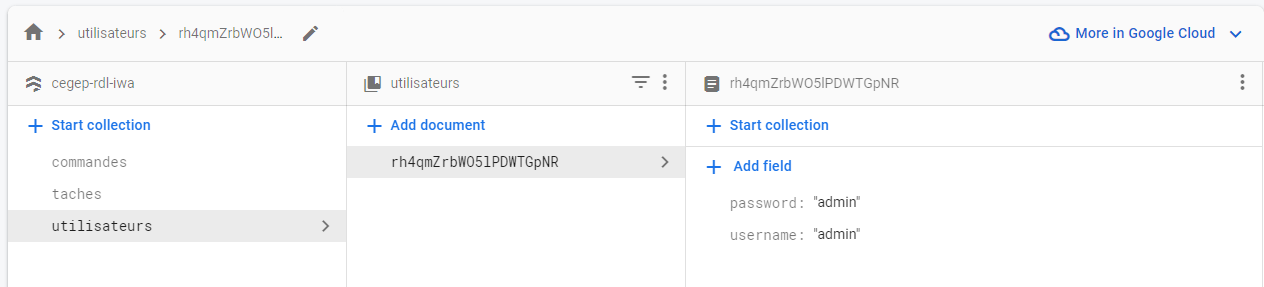 utilisateurs rh4qmZrbWO5l... More in Google Cloud
cegep-rdl-iwa utilisateurs rh4qmZrbWO5lPDWTGpNR
+ Start collection + Add document + Start collection
commandes rh4qmZrbWO5lPDWTGpNR + Add field
taches password: "admin"
utilisateurs username: "admin"